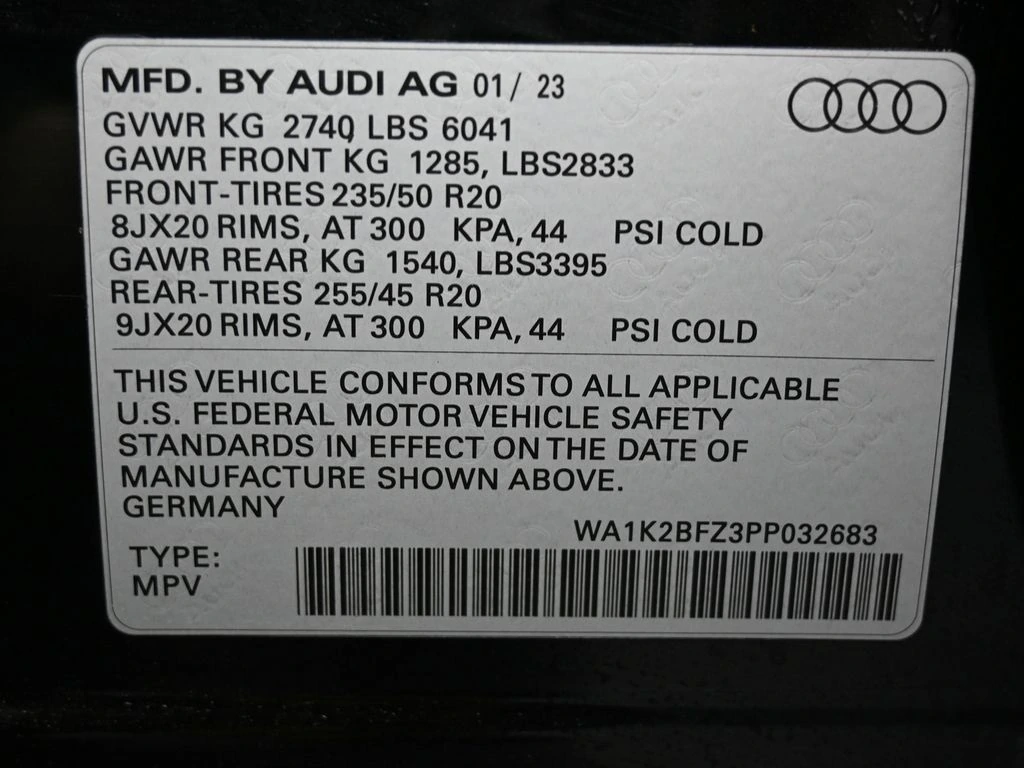 MFD. BY AUDI AG 01/ 23
GVWR KG 2740 LBS 6041
GAWR FRONT KG 1285, LBS2833
FRONT-TIRES 235/50 R20
8JX20 RIMS, AT 300 KPA, 44 PSI COLD
GAWR REAR KG 1540, LBS3395
REAR-TIRES 255/45 R20
9JX20 RIMS, AT 300 KPA, 44 PSI COLD
THIS VEHICLE CONFORMS TO ALL APPLICABLE
U.S. FEDERAL MOTOR VEHICLE SAFETY
STANDARDS IN EFFECT ON THE DATE OF
MANUFACTURE SHOWN ABOVE.
GERMANY
WA1K2BFZ3PP032683
TYPE:
MPV